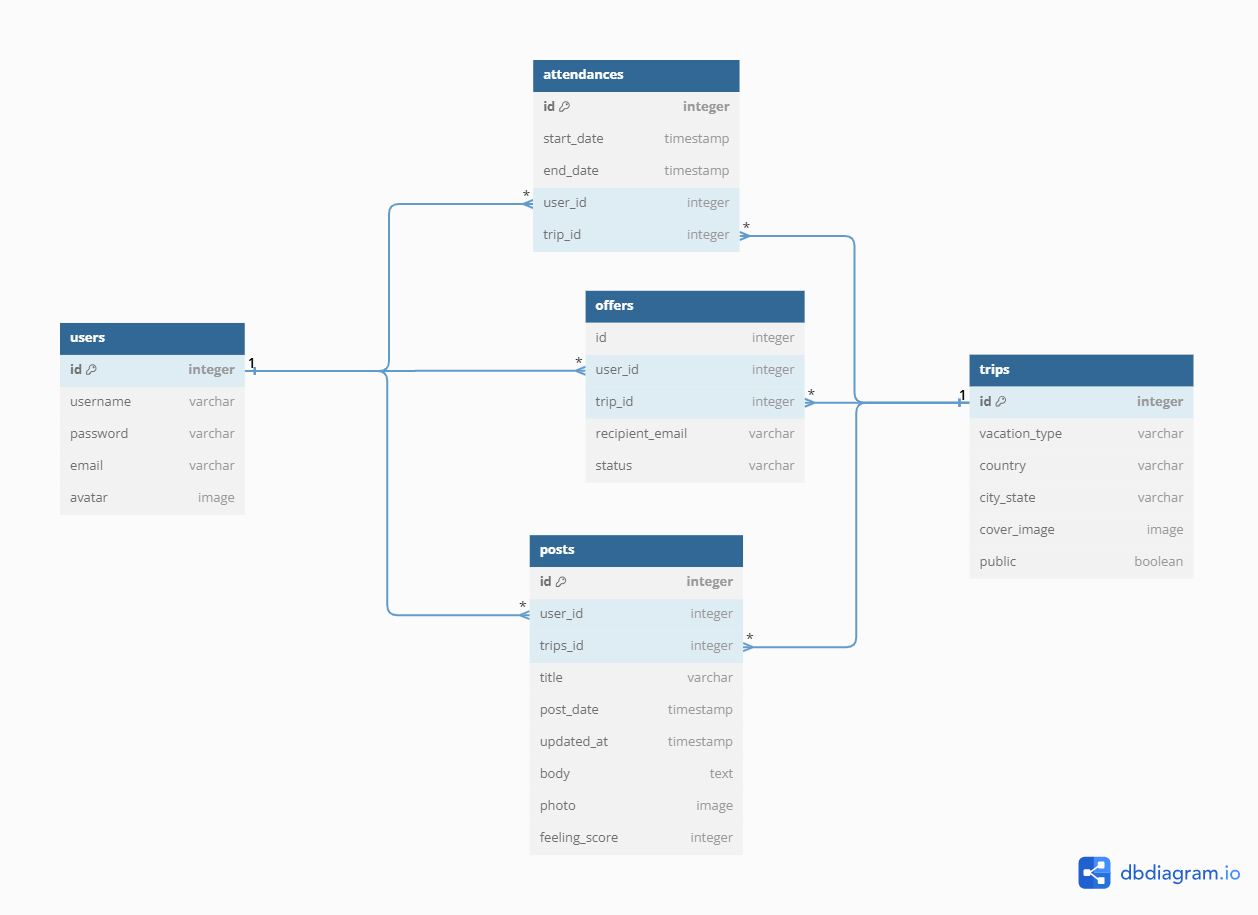 attendances
id integer
start_date timestamp
end_date timestamp
* user_id integer
trip_id integer *
offers
id integer
* user_id integer
trip_id integer *
recipient_email varchar
status varchar
users
id integer 1
username varchar
password varchar
email varchar
avatar image
trips
1 id integer
vacation_type varchar
country varchar
city_state varchar
cover_image image
public boolean
posts
id integer
* user_id integer
trips_id integer *
title varchar
post_date timestamp
updated_at timestamp
body text
photo image
feeling_score integer
dbdiagram.io